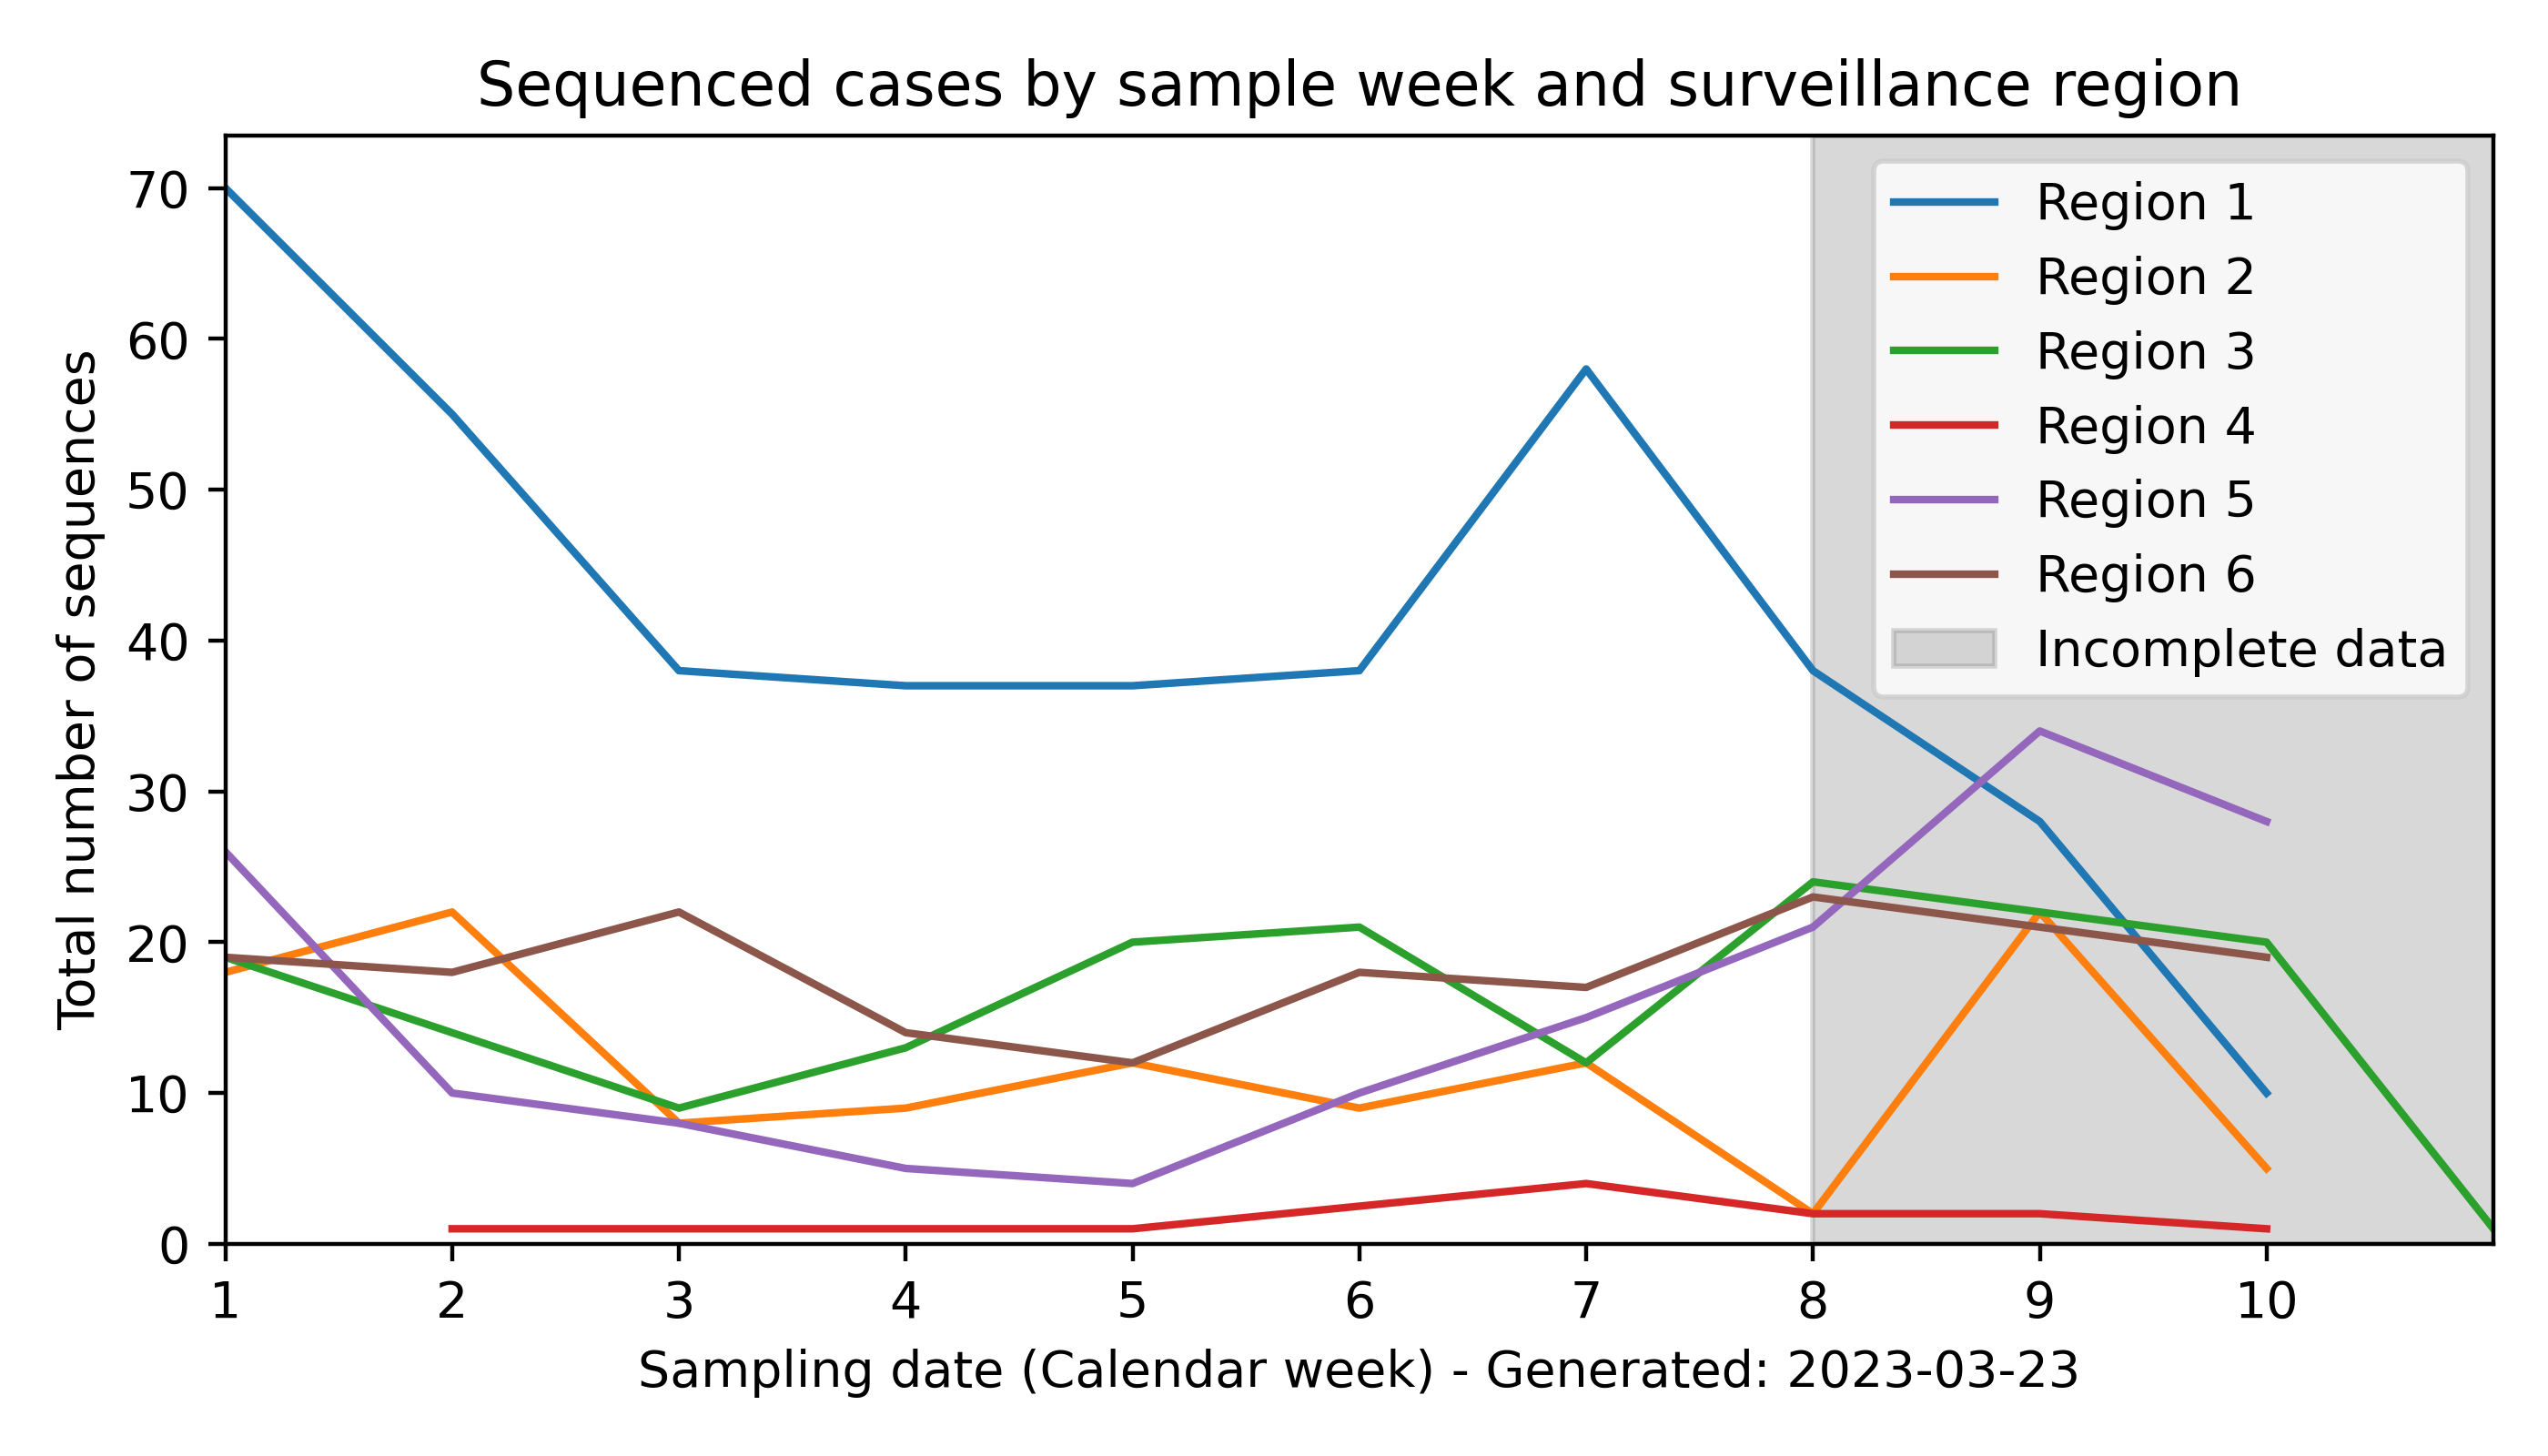 Sequenced cases by sample week and surveillance region
Total number of sequences
70
60
50
40
30
20
10
0
Region 1
Region 2
Region 3
Region 4
Region 5
Region 6
Incomplete data
1 2 3 4 5 6 7 8 9 10
Sampling date (Calendar week) - Generated: 2023-03-23